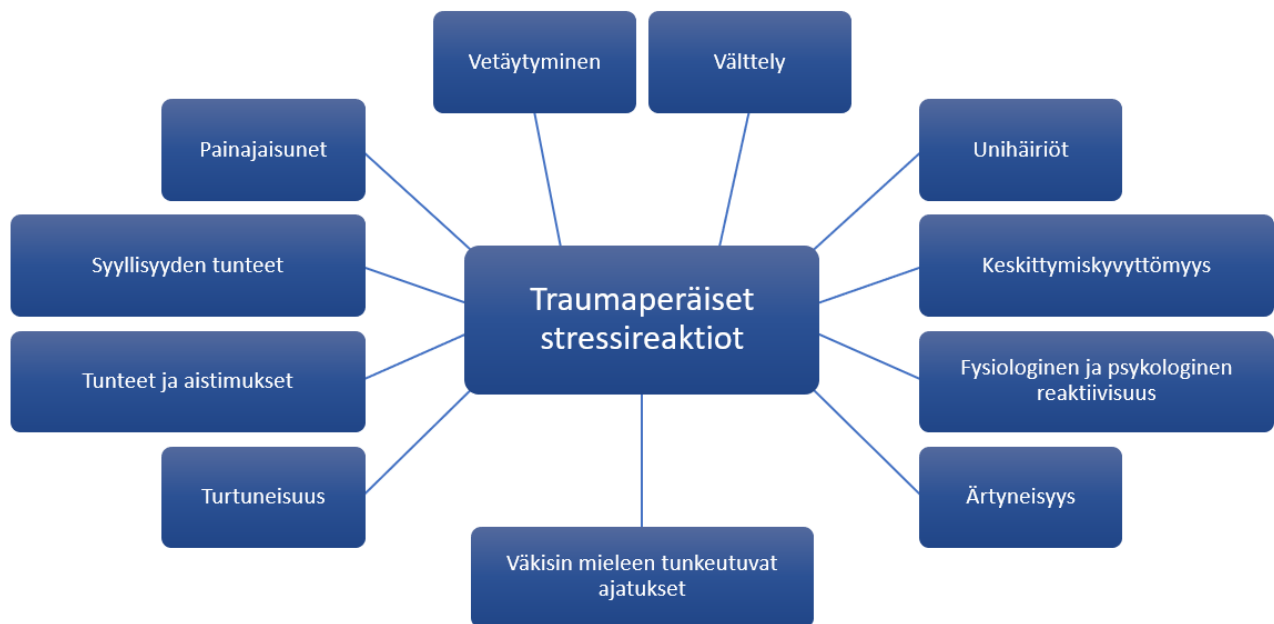 Vetäytyminen
Välttely
Painajaisunet
Unihäiriöt
Syyllisyyden tunteet
Keskittymiskyvyttömyys
Traumaperäiset
stressireaktiot
Tunteet ja aistimukset
Fysiologinen ja psykologinen
reaktiivisuus
Turtuneisuus
Ärtyneisyys
Väkisin mieleen tunkeutuvat
ajatukset